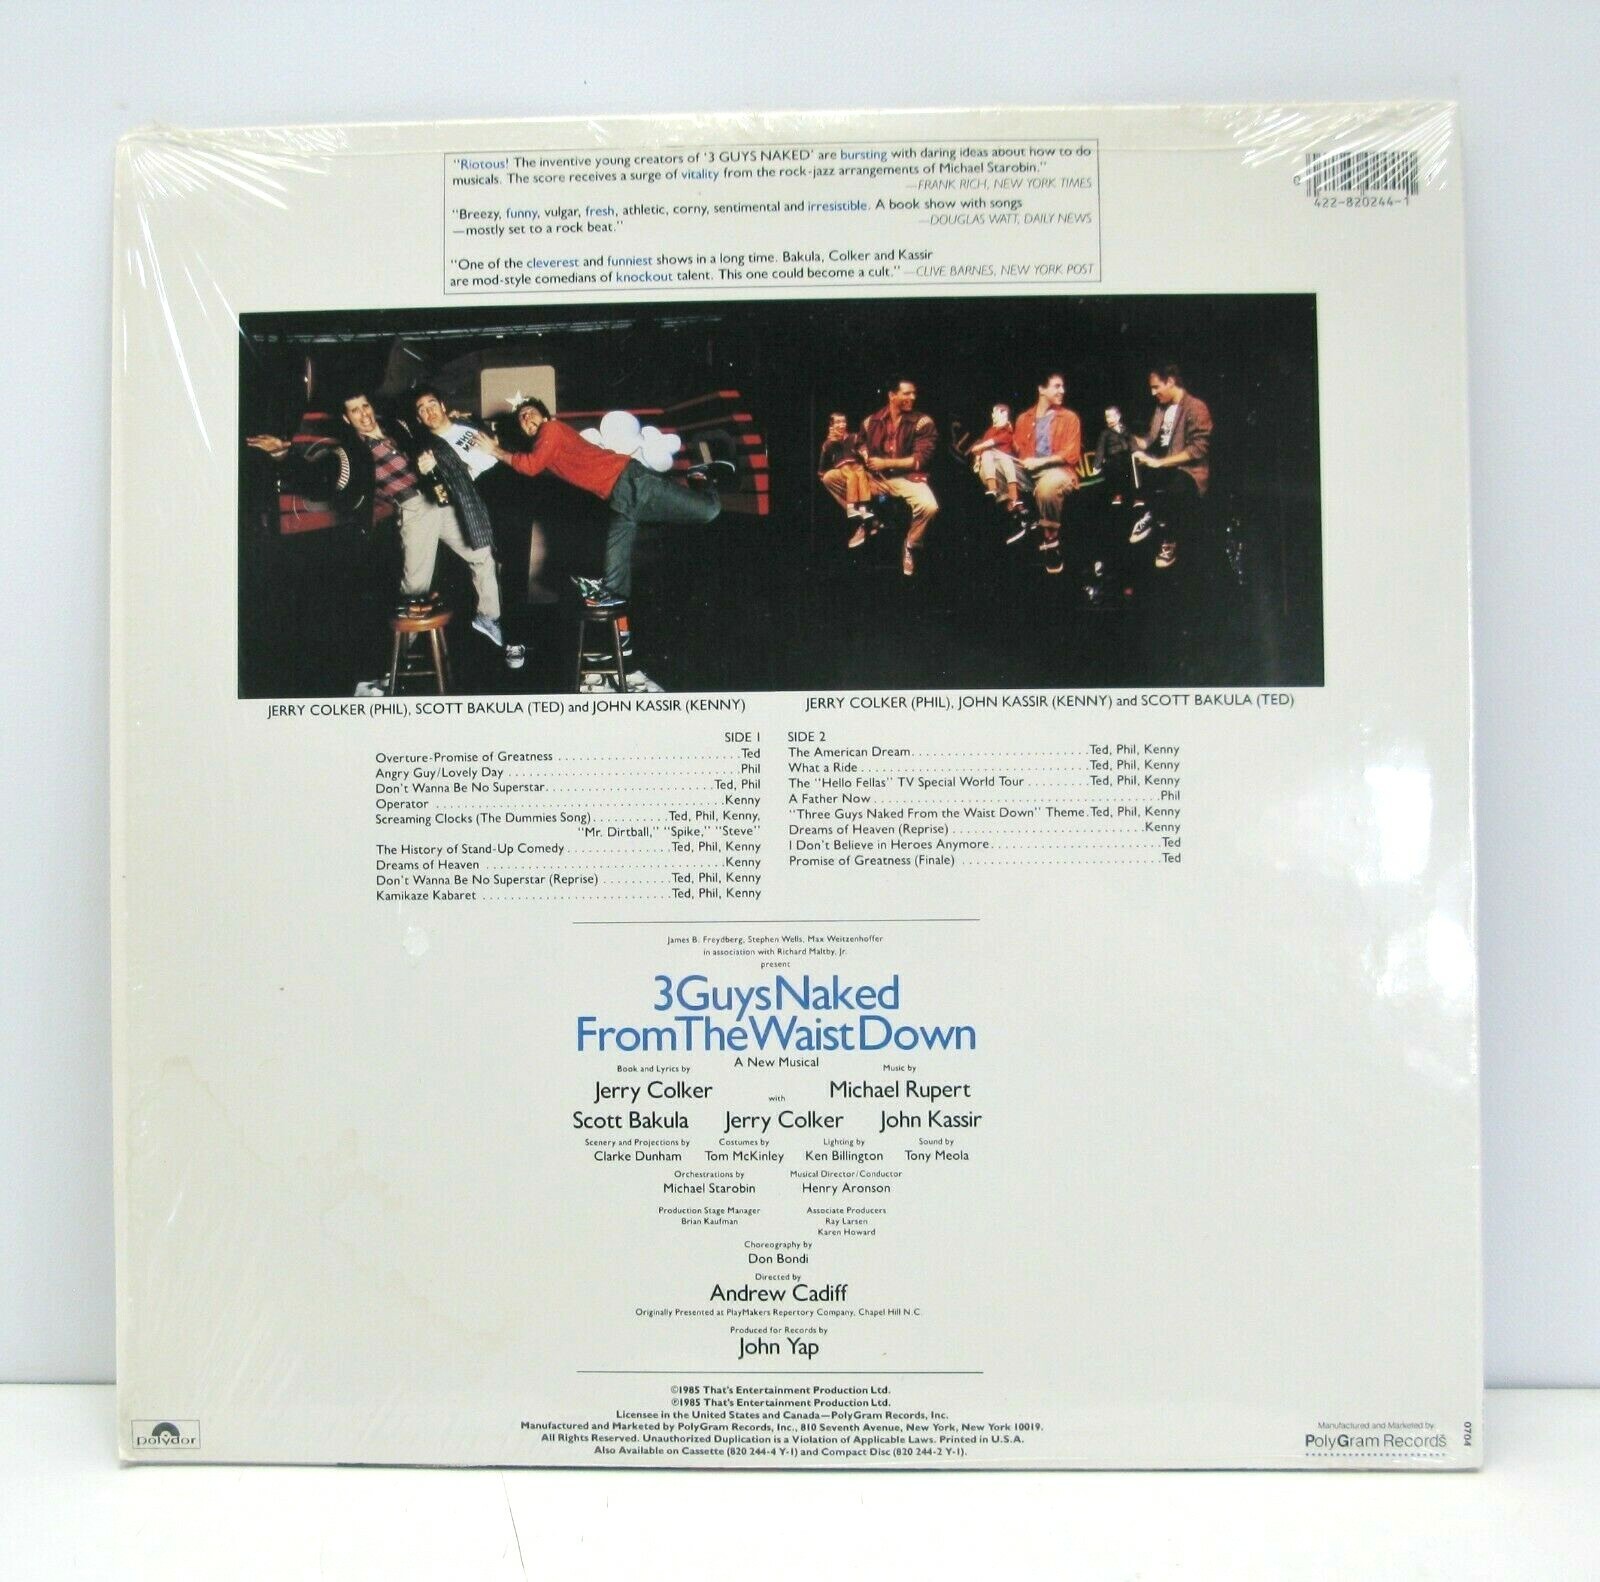 "Riotous! The inventive young creators of '3 GUYS NAKED' are bursting with daring ideas about how to do
musicals. The score receives a surge of vitality from the rock-jazz arrangements of Michael Starobin."
—FRANK RICH, NEW YORK TIMES
"Breezy, funny, vulgar, fresh, athletic, corny, sentimental and irresistible. A book show with songs
—mostly set to a rock beat."
—DOUGLAS WATT, DAILY NEWS
"One of the cleverest and funniest shows in a long time. Bakula, Colker and Kassir
are mod-style comedians of knockout talent. This one could become a cult." —CLIVE BARNES, NEW YORK POST
422-820244-1
WHO ME?
JERRY COLKER (PHIL), SCOTT BAKULA (TED) and JOHN KASSIR (KENNY)
JERRY COLKER (PHIL), JOHN KASSIR (KENNY) and SCOTT BAKULA (TED)
SIDE 1
Overture-Promise of Greatness . . . . . . . . . . Ted
Angry Guy/Lovely Day . . . . . . . . . . Phil
Don't Wanna Be No Superstar. . . . . . . . . . Ted, Phil
Operator . . . . . . . . . . Kenny
Screaming Clocks (The Dummies Song). . . . . . . . . . Ted, Phil, Kenny,
"Mr. Dirtball," "Spike," "Steve"
The History of Stand-Up Comedy . . . . . . . . . . Ted, Phil, Kenny
Dreams of Heaven . . . . . . . . . . Kenny
Don't Wanna Be No Superstar (Reprise) . . . . . . . . . . Ted, Phil, Kenny
Kamikaze Kabaret . . . . . . . . . . Ted, Phil, Kenny
SIDE 2
The American Dream. . . . . . . . . . Ted, Phil, Kenny
What a Ride . . . . . . . . . . Ted, Phil, Kenny
The "Hello Fellas" TV Special World Tour . . . . . . . . . Ted, Phil, Kenny
A Father Now . . . . . . . . . . Phil
"Three Guys Naked From the Waist Down" Theme. Ted, Phil, Kenny
Dreams of Heaven (Reprise) . . . . . . . . . . Kenny
I Don't Believe in Heroes Anymore. . . . . . . . . . Ted
Promise of Greatness (Finale) . . . . . . . . . . Ted
James B. Freydberg, Stephen Wells, Max Weitzenhoffer
in association with Richard Maltby, Jr.
present
3GuysNaked
FromTheWaistDown
A New Musical
Book and Lyrics by
Jerry Colker
Music by
Michael Rupert
with
Scott Bakula Jerry Colker John Kassir
Scenery and Projections by Costumes by Lighting by Sound by
Clarke Dunham Tom McKinley Ken Billington Tony Meola
Orchestrations by Musical Director/Conductor
Michael Starobin Henry Aronson
Production Stage Manager Associate Producers
Brian Kaufman Ray Larsen
Karen Howard
Choreography by
Don Bondi
Directed by
Andrew Cadiff
Originally Presented at PlayMakers Repertory Company, Chapel Hill N.C.
Produced for Records by
John Yap
©1985 That's Entertainment Production Ltd.
℗1985 That's Entertainment Production Ltd.
Licensee in the United States and Canada—PolyGram Records, Inc.
Manufactured and Marketed by PolyGram Records, Inc., 810 Seventh Avenue, New York, New York 10019.
All Rights Reserved. Unauthorized Duplication is a Violation of Applicable Laws. Printed in U.S.A.
Also Available on Cassette (820 244-4 Y-1) and Compact Disc (820 244-2 Y-1).
polydor
Manufactured and Marketed by
PolyGram Records
0704